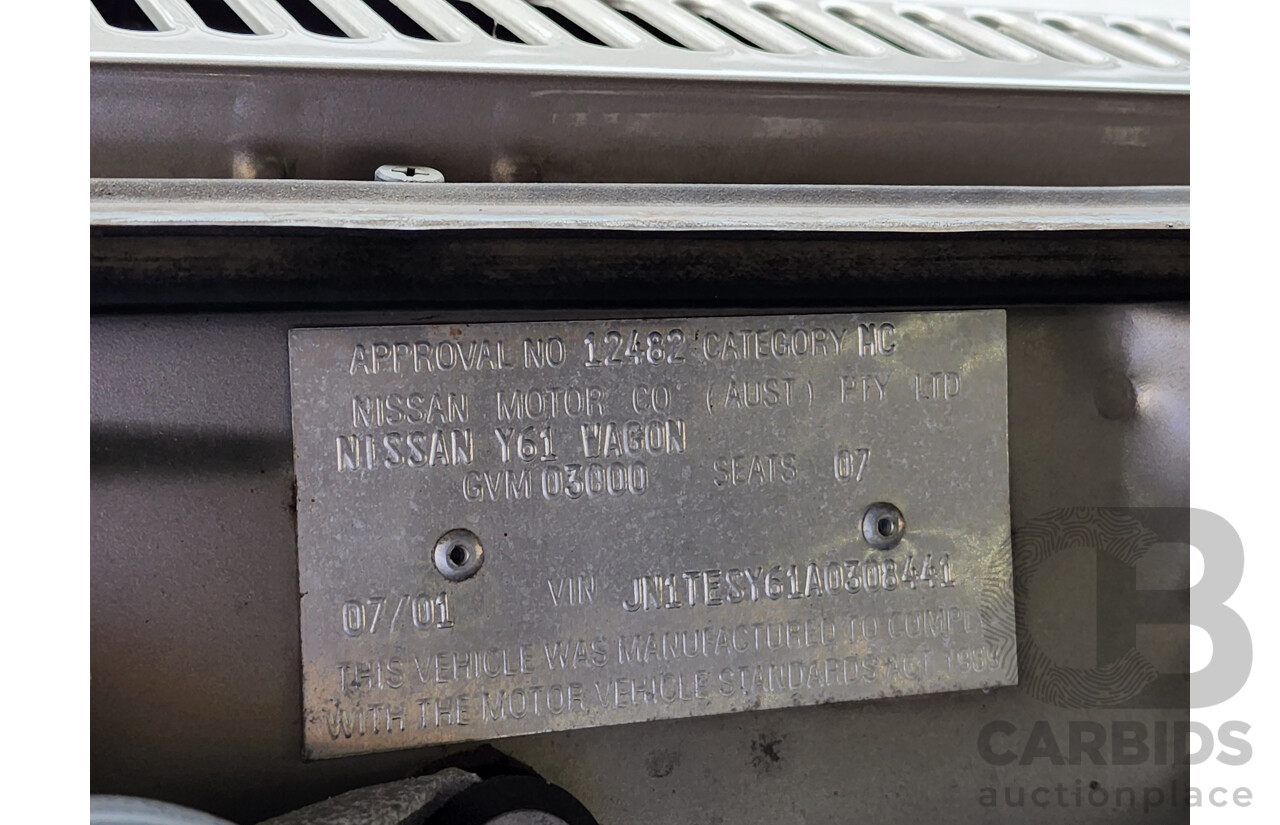 APPROVAL NO 12482 CATEGORY MC
NISSAN MOTOR CO (AUST) PTY LTD
NISSAN Y61 WAGON
GVM 03000 SEATS 07
VIN JN1TESY61A0308441
07/01
THIS VEHICLE WAS MANUFACTURED TO COMPLY
WITH THE MOTOR VEHICLE STANDARDS ACT 1989
CB
CARBIDS
auctionplace